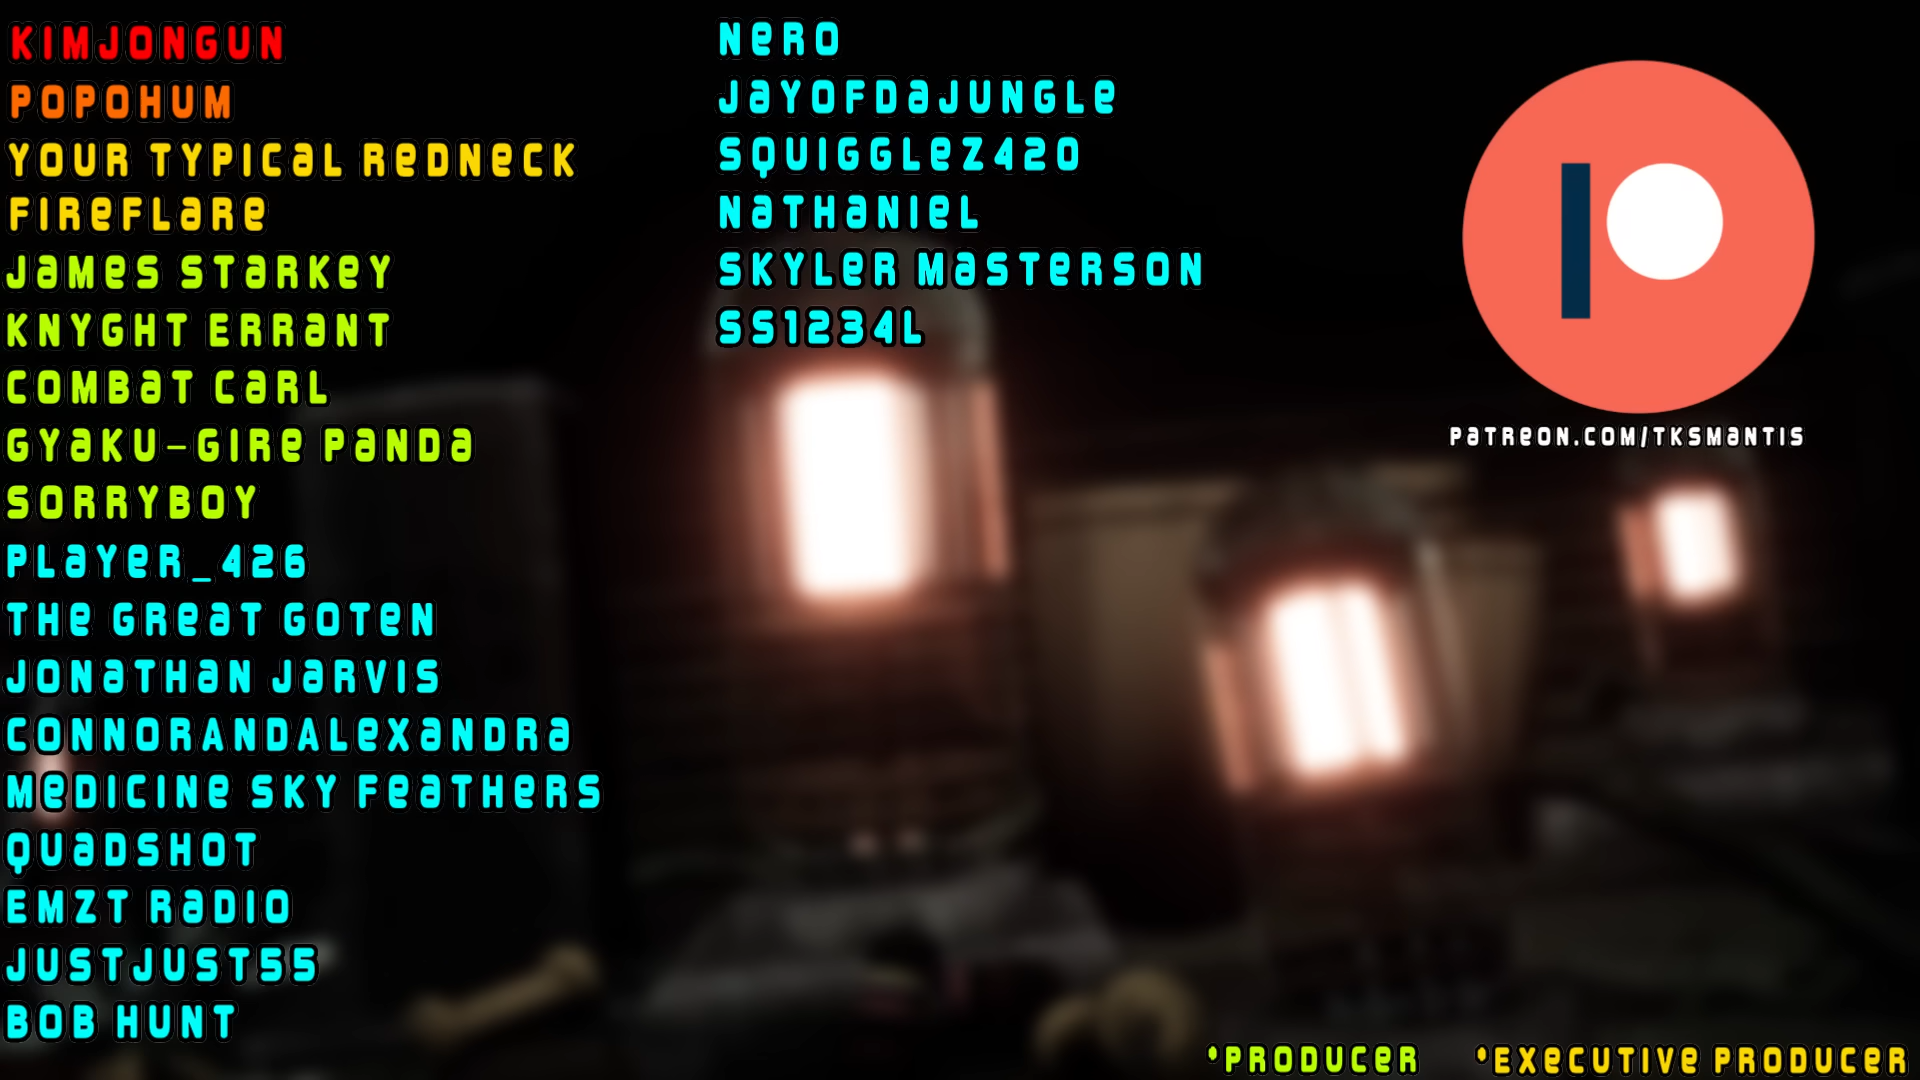 KIMJONGUN
POPOHUM
YOUR TYPICaL ReDNeCK
FIReFLaRe
JaMeS STaRKeY
KNYGHT ERRaNT
COMBaT CaRL
GYaKU-GIRe PANDa
SORRYBOY
PLaYeR_426
THe GReaT GOTeN
JONaTHaN JaRVIS
CONNORANDALeXaNDRa
MeDICINe SKY FeaTHeRS
QUaDSHOT
EMZT RaDIO
JUSTJUST55
BOB HUNT
NeRO
JaYOFDaJUNGLe
SQUIGGLeZ420
NaTHaNIeL
SKYLeR MaSTeRSON
SS1234L
PaTReON.COM/TKSMaNTIS
*PRODUCeR
*EXeCUTIVe PRODUCeR